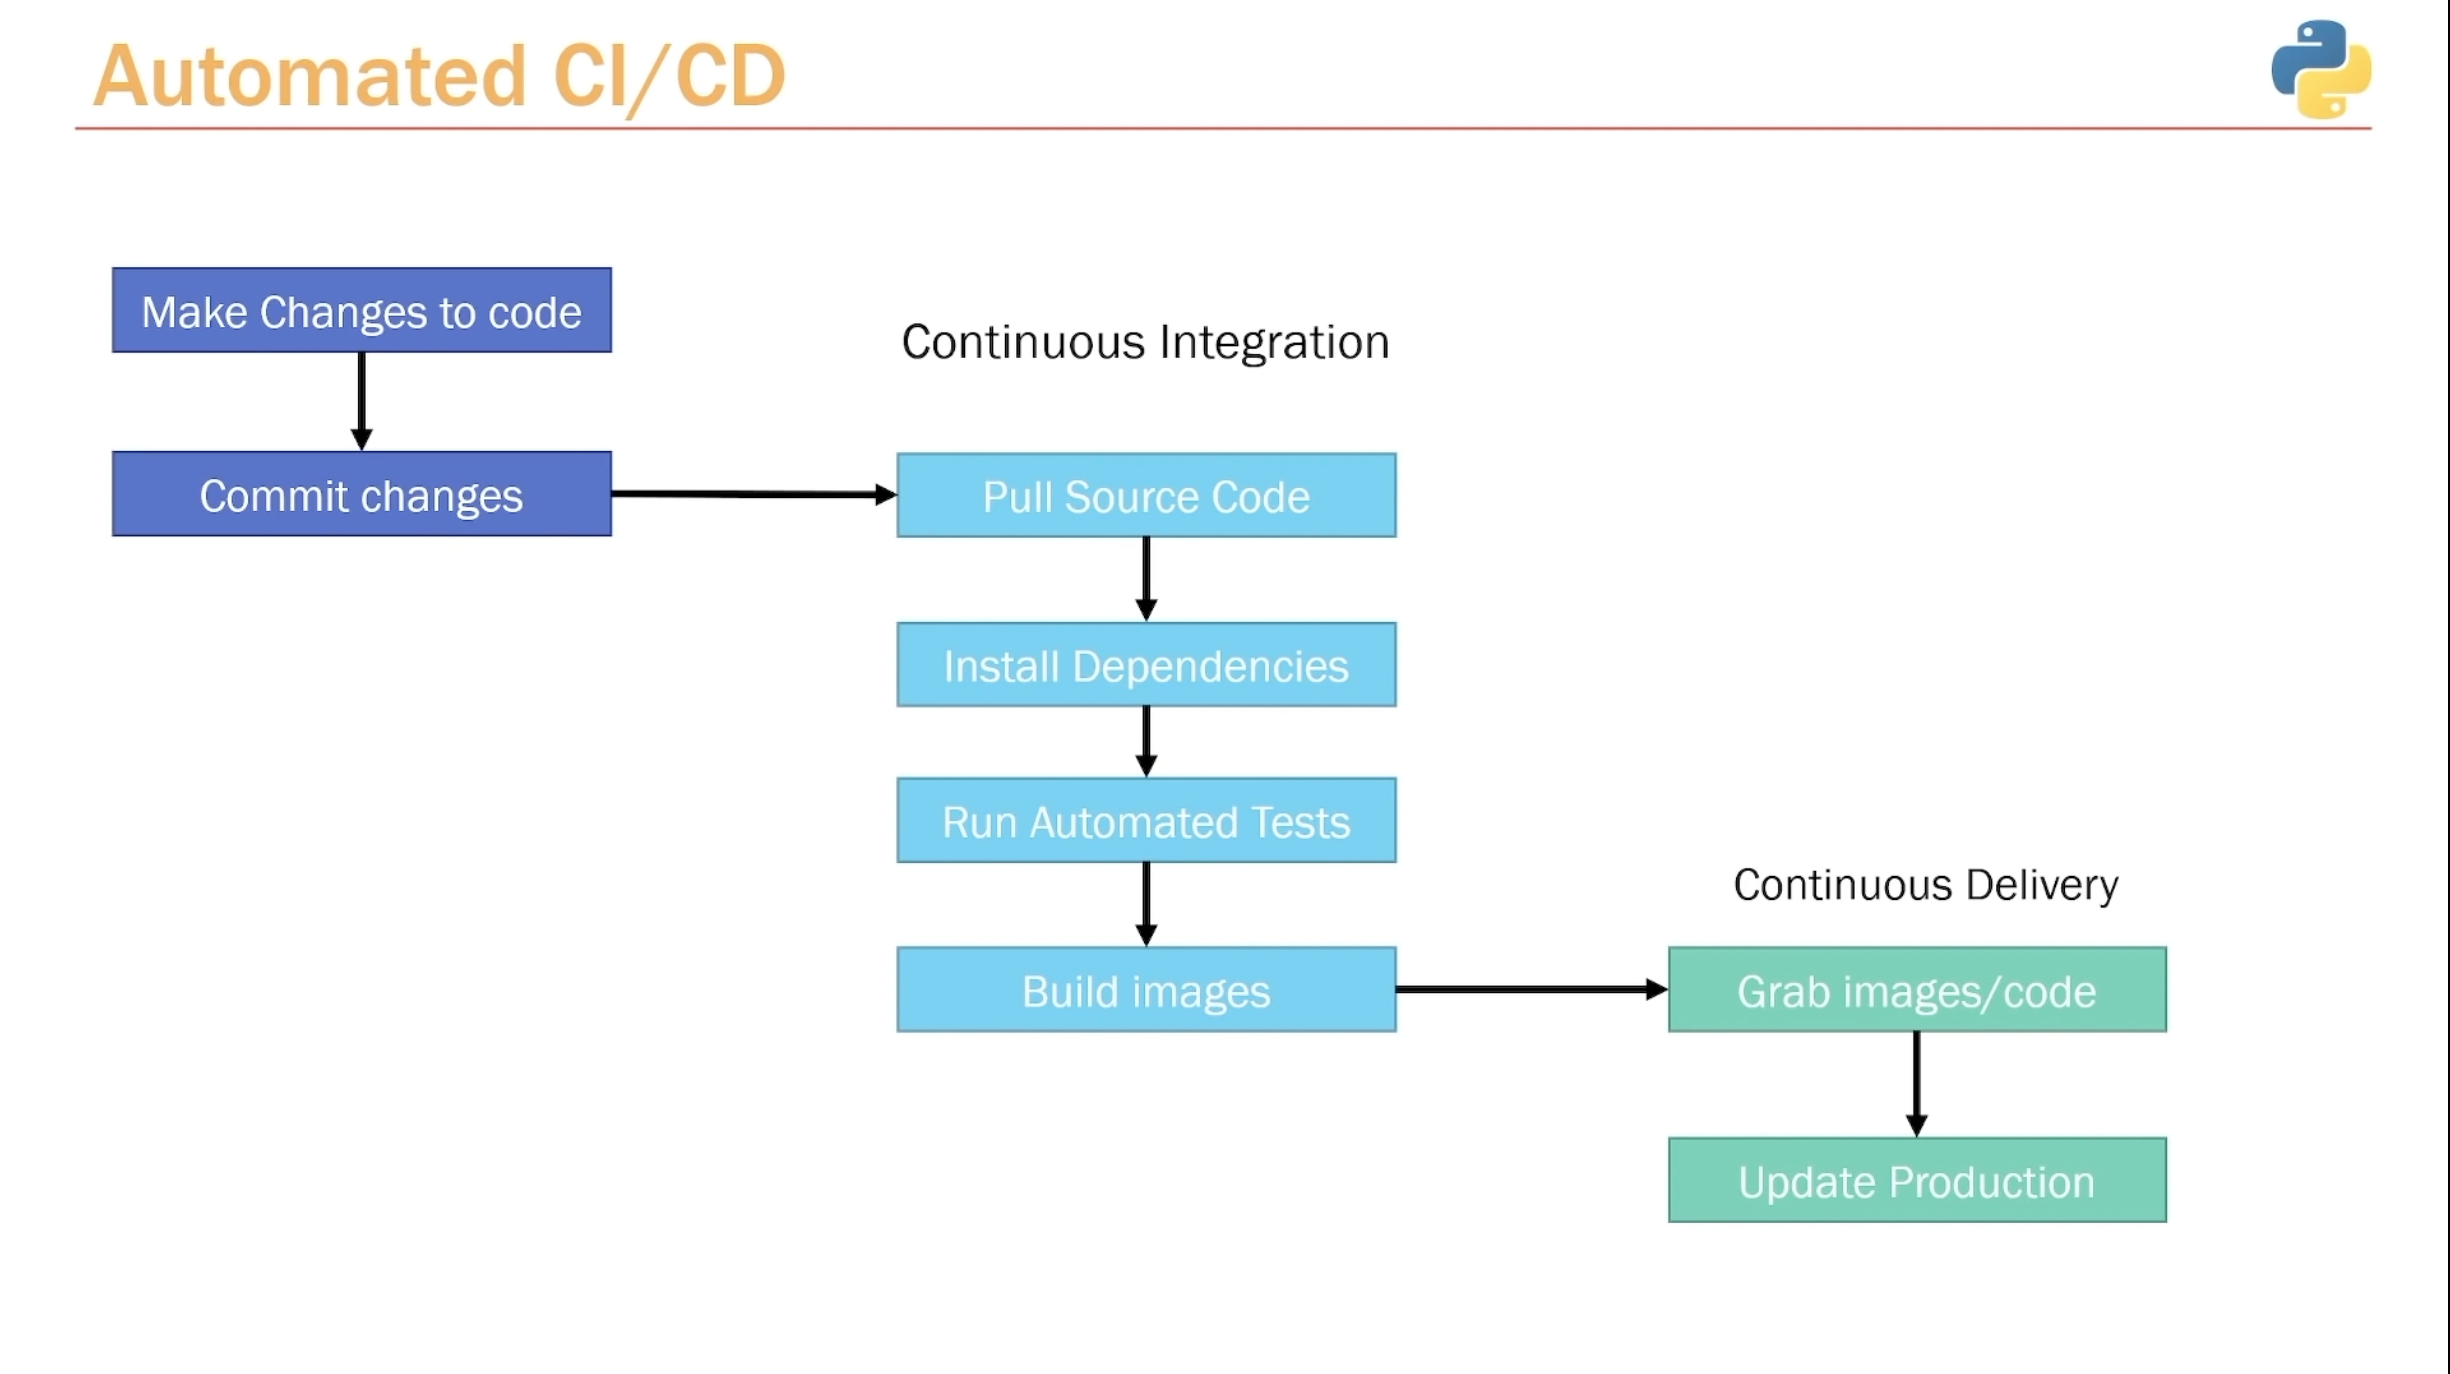 Automated CI/CD
Make Changes to code
Commit changes
Continuous Integration
Pull Source Code
Install Dependencies
Run Automated Tests
Build images
Continuous Delivery
Grab images/code
Update Production